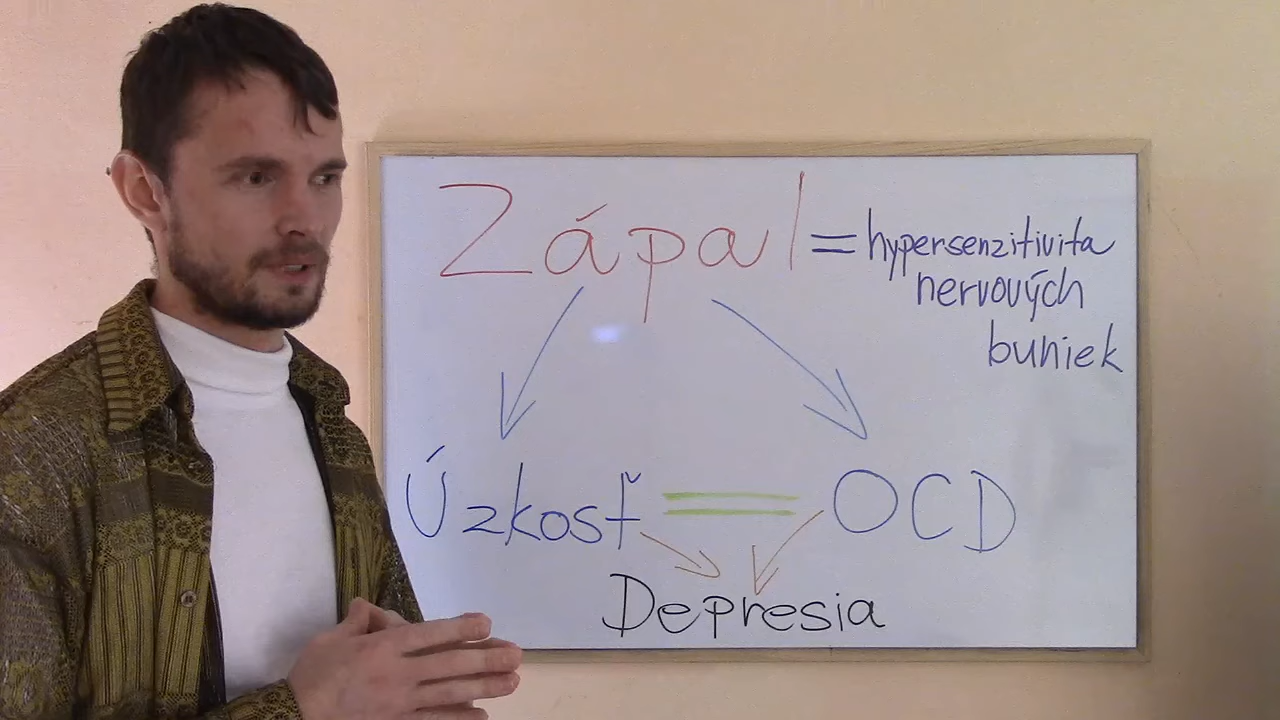 Zápal = hypersenzitivita
nervových
buniek
Úzkosť = OCD
Depresia